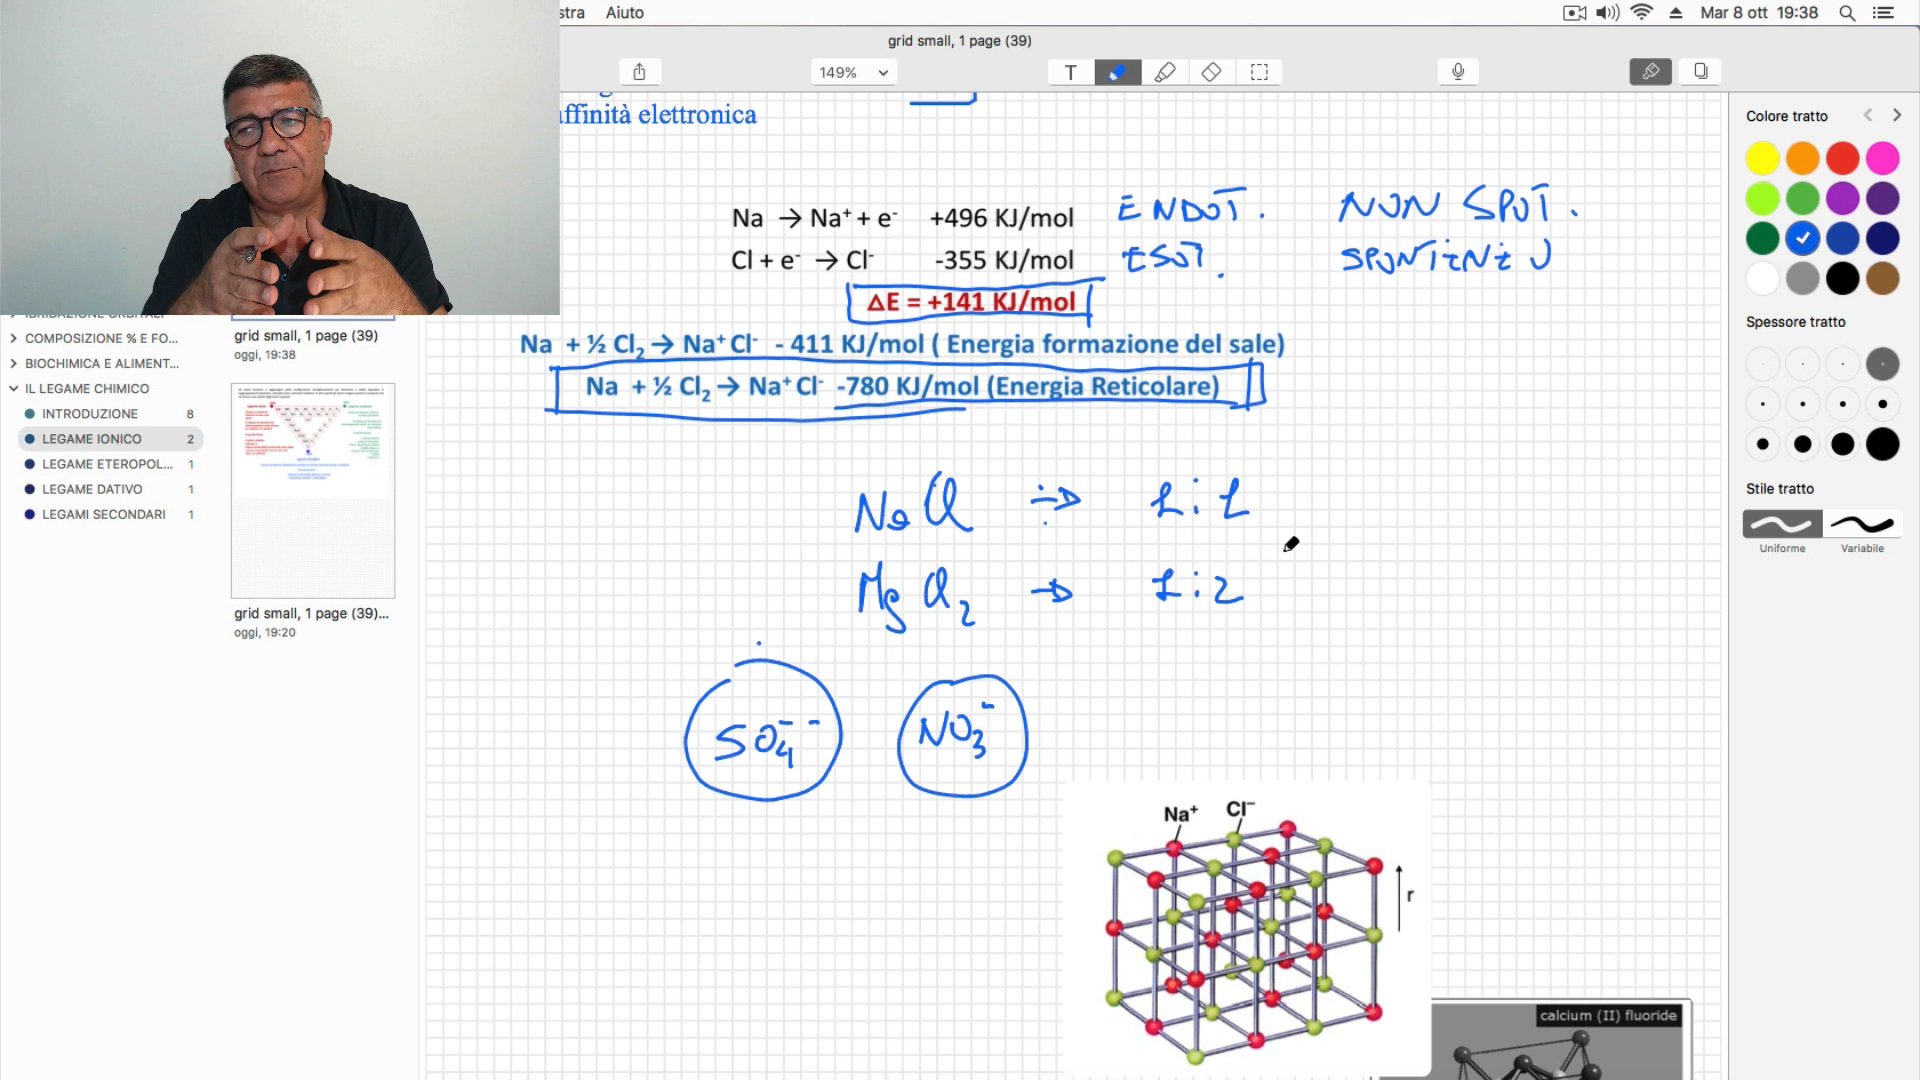 stra Aiuto
Mar 8 ott 19:38
grid small, 1 page (39)
149%
T
affinità elettronica
Na → Na⁺ + e⁻ +496 KJ/mol ENDOT. NON SPOT.
Cl + e⁻ → Cl⁻ -355 KJ/mol ESOT.
ΔE = +141 KJ/mol
Na + ½ Cl₂ → Na⁺ Cl⁻ - 411 KJ/mol ( Energia formazione del sale)
Na + ½ Cl₂ → Na⁺ Cl⁻ -780 KJ/mol (Energia Reticolare)
NaCl → 1:1
MgCl₂ → 1:2
SO₄⁻⁻ NO₃⁻
Na⁺ Cl⁻
r
calcium (II) fluoride
COMPOSIZIONE % E FO...
BIOCHIMICA E ALIMENT...
IL LEGAME CHIMICO
INTRODUZIONE 8
LEGAME IONICO 2
LEGAME ETEROPOL... 1
LEGAME DATIVO 1
LEGAMI SECONDARI 1
grid small, 1 page (39)
oggi, 19:38
grid small, 1 page (39)...
oggi, 19:20
Colore tratto
Spessore tratto
Stile tratto
Uniforme Variabile